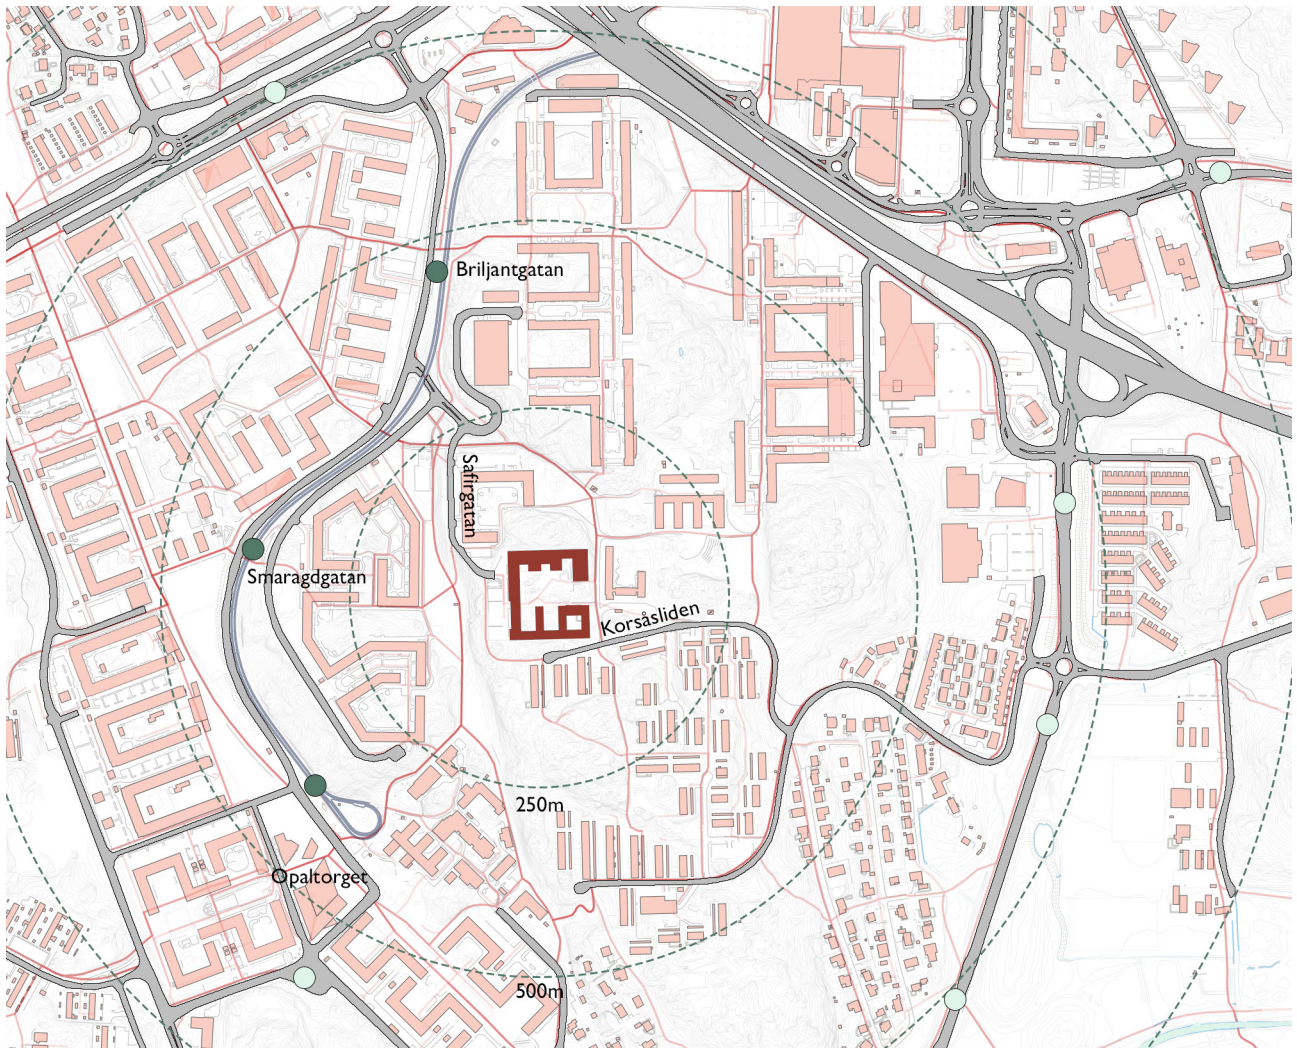 Briljantgatan
Safirgatan
Smaragdgatan
Korsåsliden
250m
Opaltorget
500m